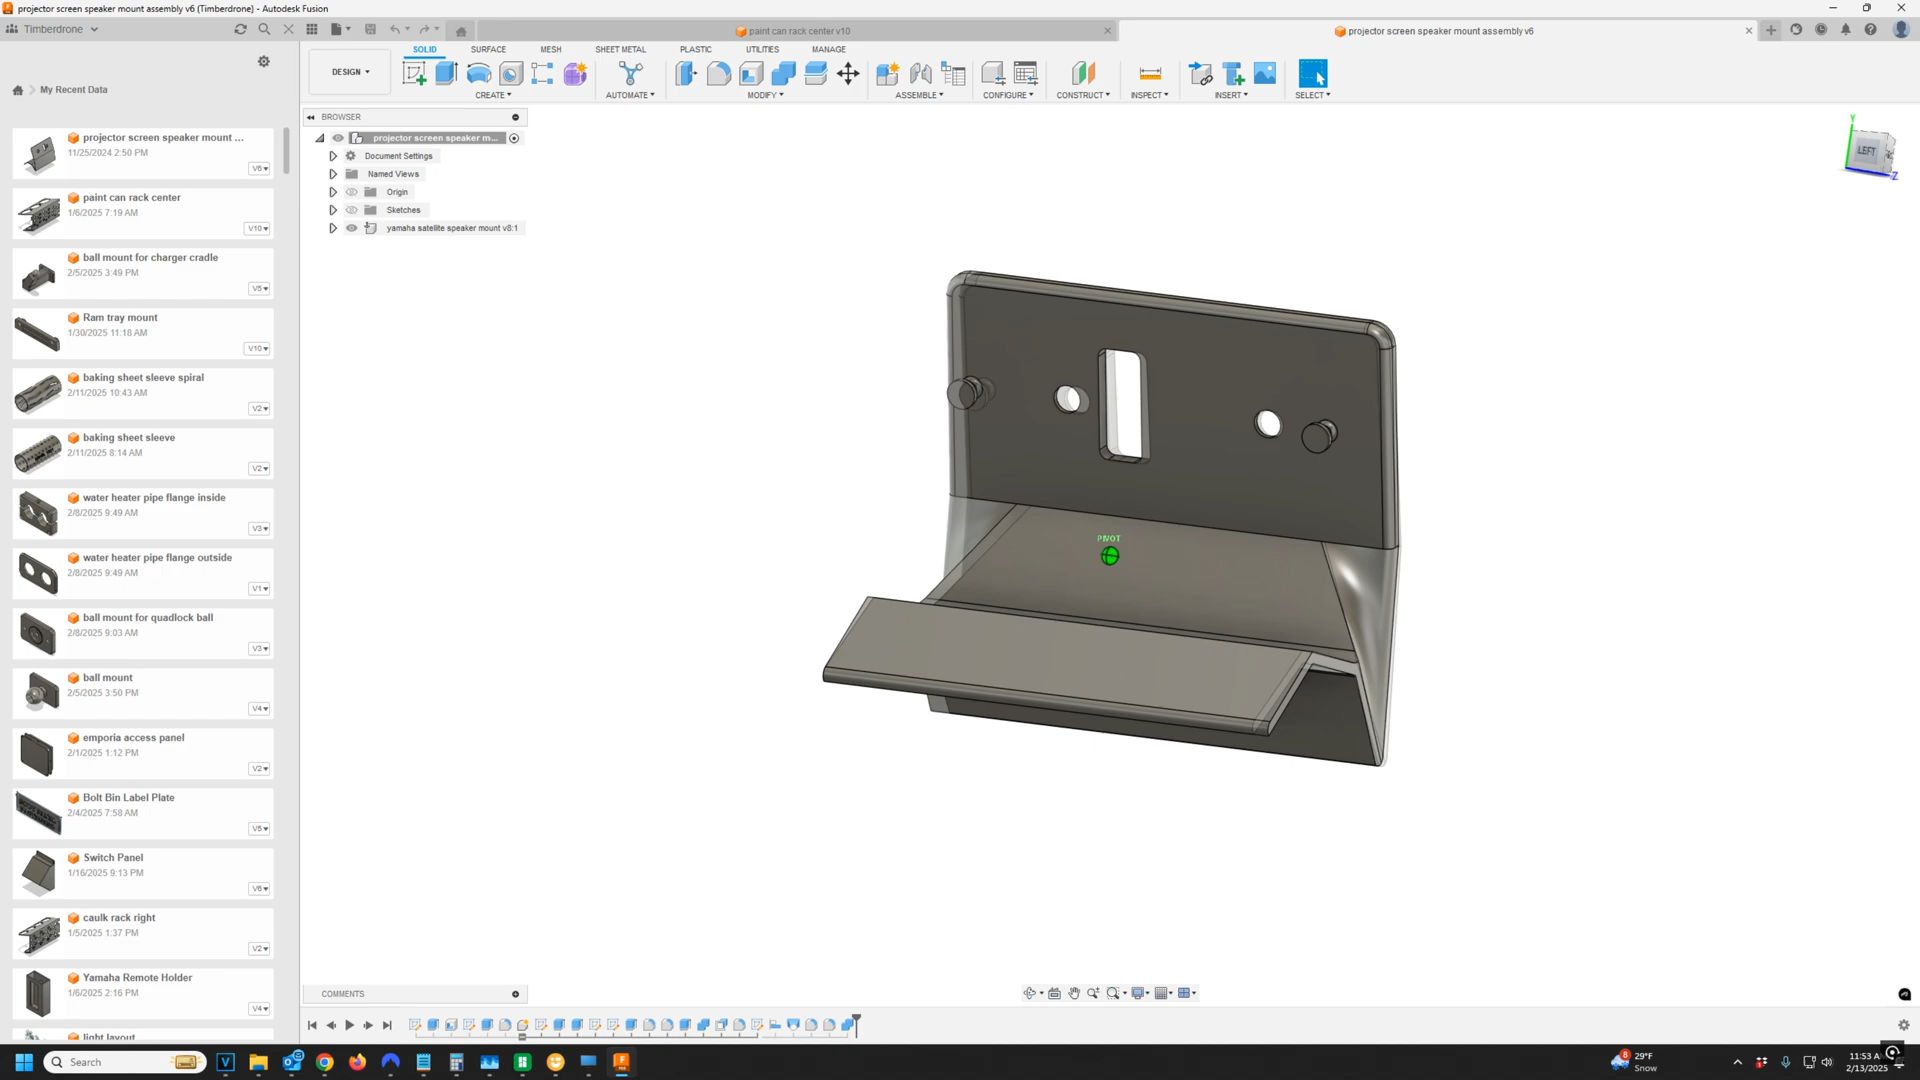 projector screen speaker mount assembly v6 (Timberdrone) - Autodesk Fusion
Timberdrone
paint can rack center v10
projector screen speaker mount assembly v6
SOLID SURFACE MESH SHEET METAL PLASTIC UTILITIES MANAGE
DESIGN
CREATE AUTOMATE MODIFY ASSEMBLE CONFIGURE CONSTRUCT INSPECT INSERT SELECT
My Recent Data
projector screen speaker mount ...
11/25/2024 2:50 PM
V6
paint can rack center
1/6/2025 7:19 AM
V10
ball mount for charger cradle
2/5/2025 3:49 PM
V5
Ram tray mount
1/30/2025 11:18 AM
V10
baking sheet sleeve spiral
2/11/2025 10:43 AM
V2
baking sheet sleeve
2/11/2025 8:14 AM
V2
water heater pipe flange inside
2/8/2025 9:49 AM
V3
water heater pipe flange outside
2/8/2025 9:49 AM
V1
ball mount for quadlock ball
2/8/2025 9:03 AM
V3
ball mount
2/5/2025 3:50 PM
V4
emporia access panel
2/1/2025 1:12 PM
V2
Bolt Bin Label Plate
2/4/2025 7:58 AM
V5
Switch Panel
1/16/2025 9:13 PM
V6
caulk rack right
1/5/2025 1:37 PM
V2
Yamaha Remote Holder
1/6/2025 2:16 PM
V4
light layout
BROWSER
projector screen speaker m...
Document Settings
Named Views
Origin
Sketches
yamaha satellite speaker mount v8:1
Y
LEFT
Z
PIVOT
COMMENTS
Search
29°F
Snow
11:53 A
2/13/2025